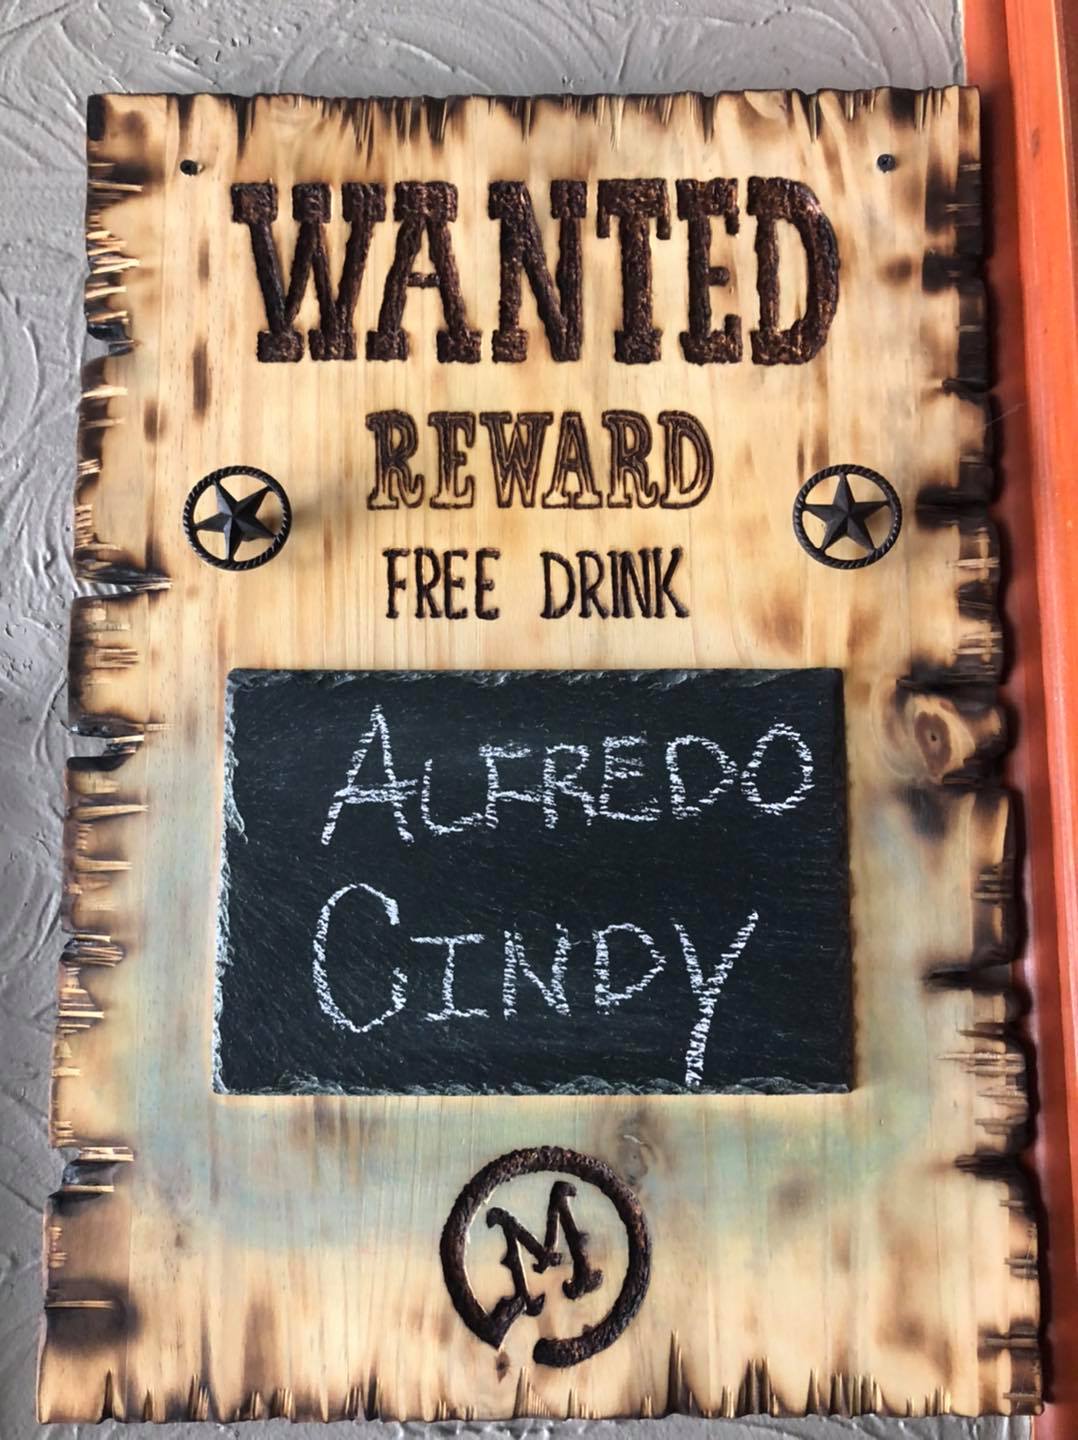 WANTED
REWARD
FREE DRINK
ALFREDO
CINDY
M